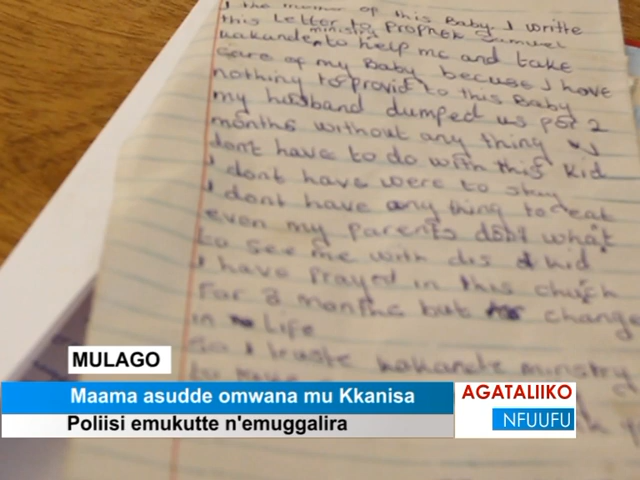 I the mother of this Baby. I writte
this Letter to Prophet Samuel
ministry
kakande, to help me and take
care of my Baby becuse I have
nothing to provid to this Baby
my husband dumped us for 2
months without any thing
dont have to do with this kid
I dont have were to stay
I dont have any thing to eat
even my parents dont what
to see me with dis kid
I have prayed in this church
For 3 months but change
in Life
So I truste kakande ministry
MULAGO
Maama asudde omwana mu Kkanisa
Poliisi emukutte n'emuggalira
AGATALIIKO
NFUUFU